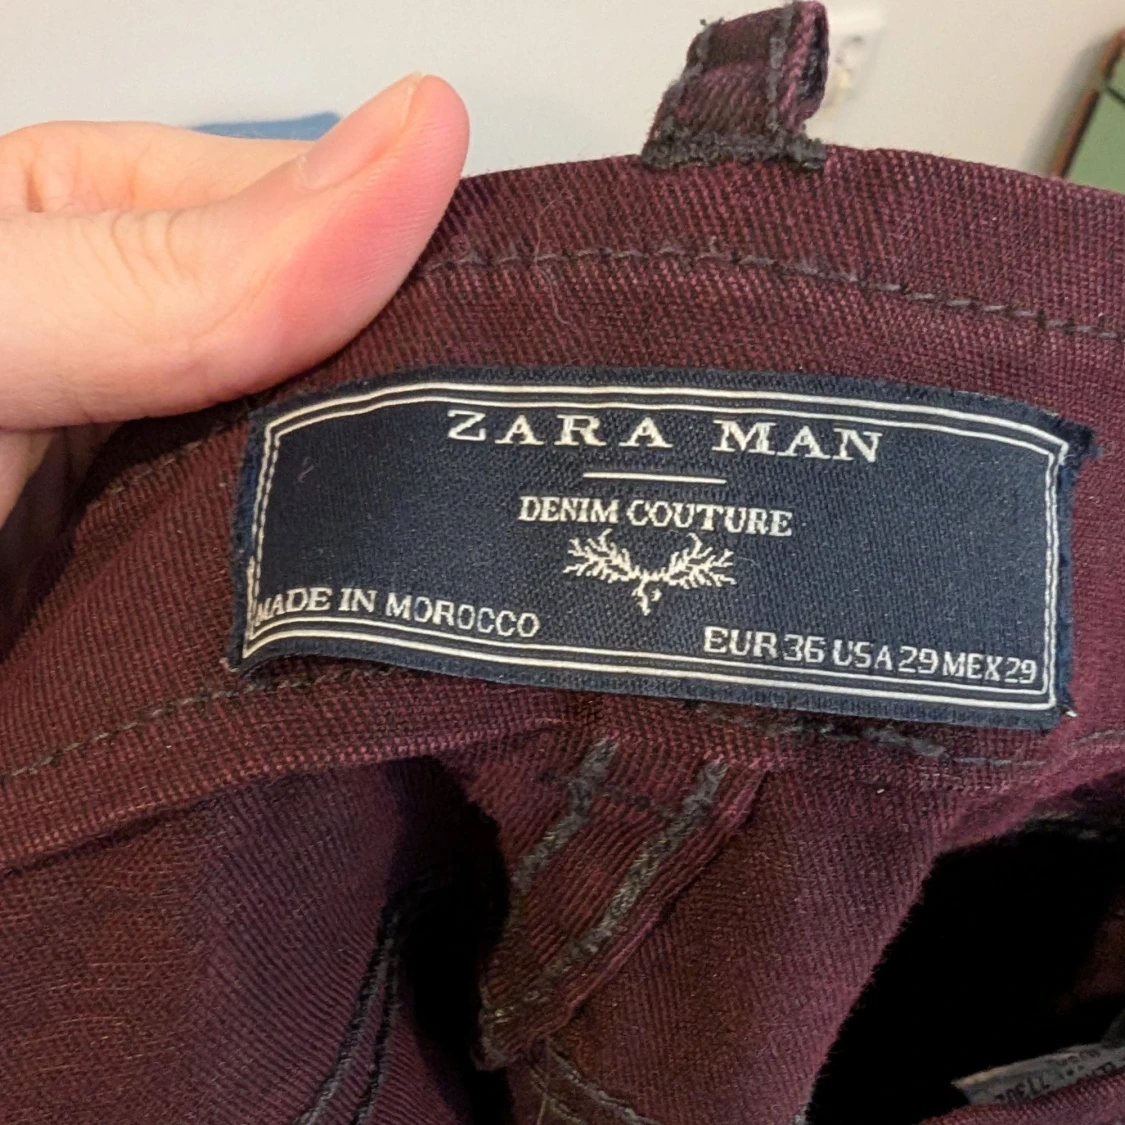 ZARA MAN
DENIM COUTURE
MADE IN MOROCCO
EUR 36 USA 29 MEX 29